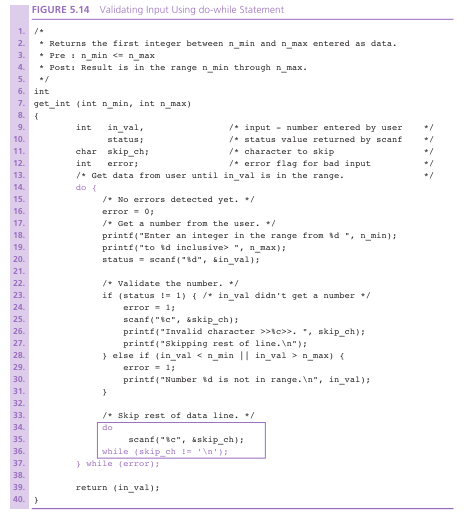 FIGURE 5.14 Validating Input Using do-while Statement
1. /*
2.  * Returns the first integer between n_min and n_max entered as data.
3.  * Pre : n_min <= n_max
4.  * Post: Result is in the range n_min through n_max.
5.  */
6. int
7. get_int (int n_min, int n_max)
8. {
9.         int   in_val,              /* input - number entered by user    */
10.               status;              /* status value returned by scanf    */
11.         char  skip_ch;             /* character to skip                 */
12.         int   error;               /* error flag for bad input          */
13.         /* Get data from user until in_val is in the range.             */
14.         do {
15.              /* No errors detected yet. */
16.              error = 0;
17.              /* Get a number from the user. */
18.              printf("Enter an integer in the range from %d ", n_min);
19.              printf("to %d inclusive> ", n_max);
20.              status = scanf("%d", &in_val);
21.
22.              /* Validate the number. */
23.              if (status != 1) { /* in_val didn't get a number */
24.                  error = 1;
25.                  scanf("%c", &skip_ch);
26.                  printf("Invalid character >>%c>>. ", skip_ch);
27.                  printf("Skipping rest of line.\n");
28.              } else if (in_val < n_min || in_val > n_max) {
29.                  error = 1;
30.                  printf("Number %d is not in range.\n", in_val);
31.              }
32.
33.              /* Skip rest of data line. */
34.              do
35.                   scanf("%c", &skip_ch);
36.              while (skip_ch != '\n');
37.         } while (error);
38.
39.         return (in_val);
40. }